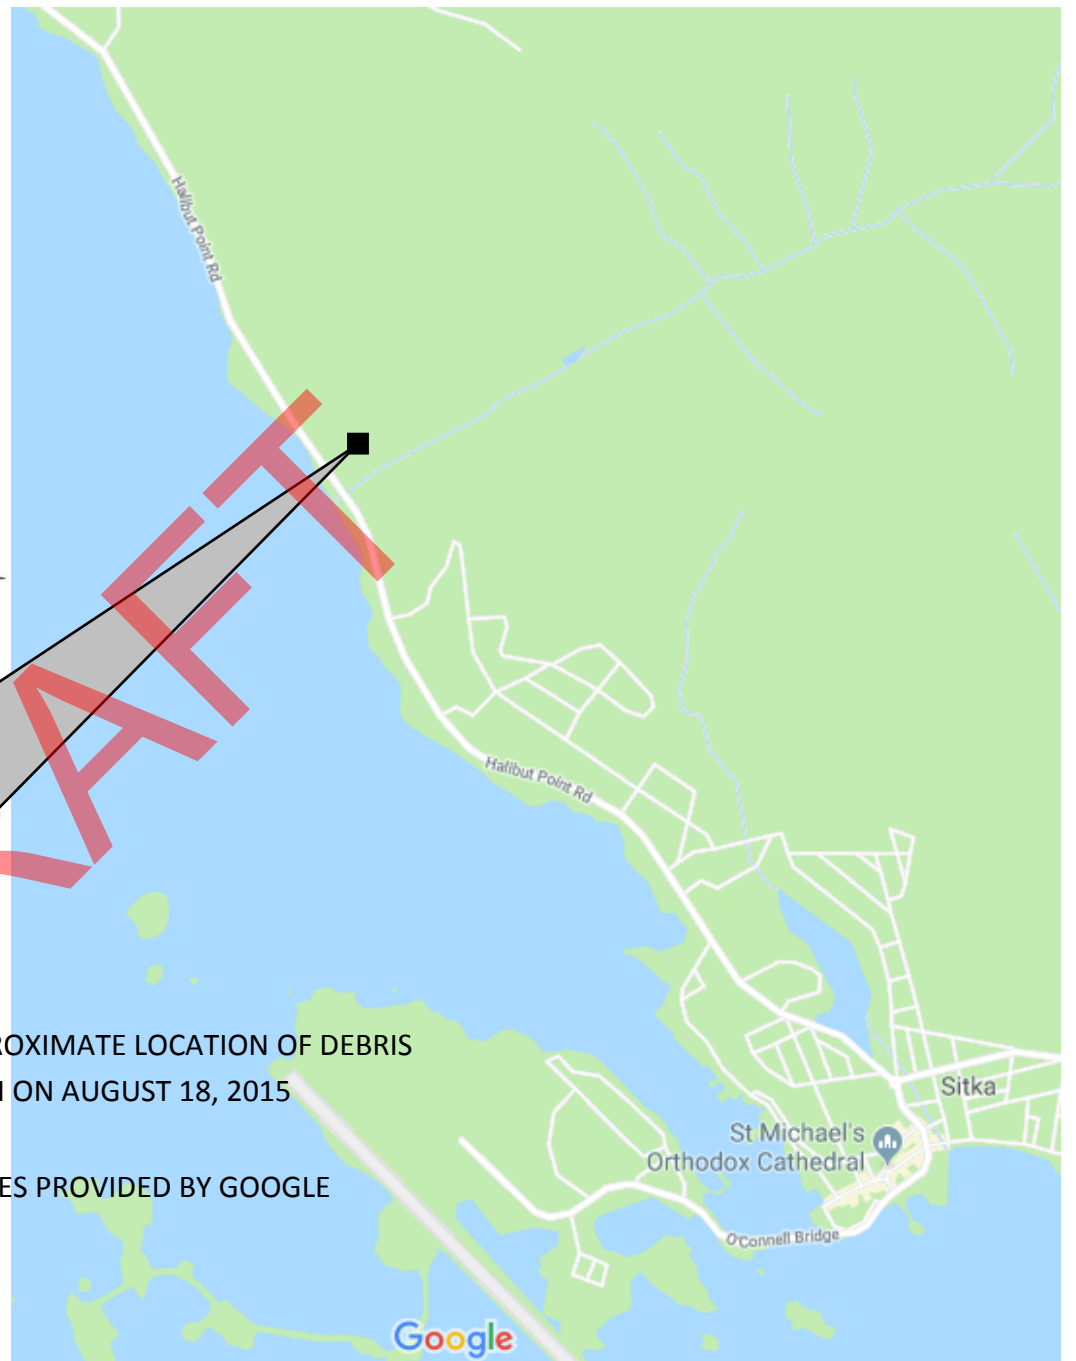 Halibut Point Rd
AFT
Halibut Point Rd
ROXIMATE LOCATION OF DEBRIS
ON AUGUST 18, 2015
Sitka
St Michael's
Orthodox Cathedral
ES PROVIDED BY GOOGLE
O'Connell Bridge
Google